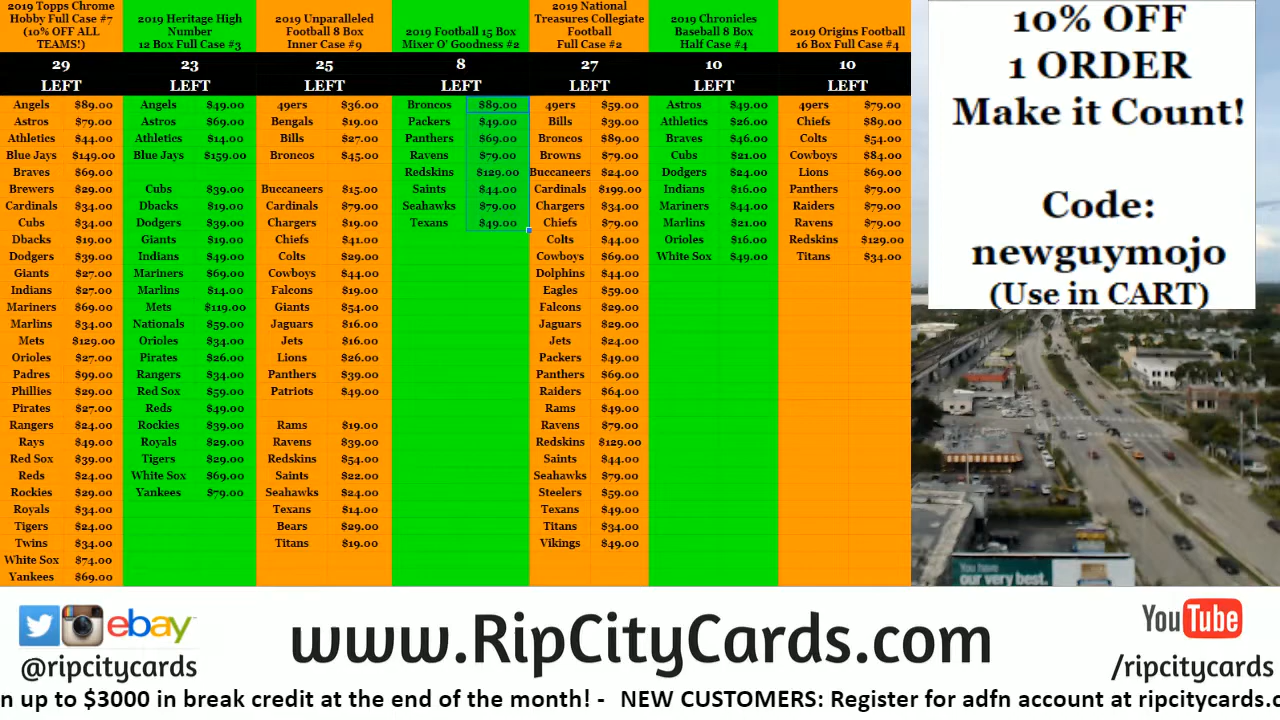 2019 Topps Chrome
Hobby Full Case #7
(10% OFF ALL
TEAMS!)
29
LEFT
Angels $89.00
Astros $79.00
Athletics $44.00
Blue Jays $149.00
Braves $69.00
Brewers $29.00
Cardinals $34.00
Cubs $34.00
Dbacks $19.00
Dodgers $39.00
Giants $27.00
Indians $27.00
Mariners $69.00
Marlins $34.00
Mets $129.00
Orioles $27.00
Padres $99.00
Phillies $29.00
Pirates $27.00
Rangers $24.00
Rays $49.00
Red Sox $39.00
Reds $24.00
Rockies $29.00
Royals $34.00
Tigers $24.00
Twins $34.00
White Sox $74.00
Yankees $69.00
2019 Heritage High
Number
12 Box Full Case #3
23
LEFT
Angels $49.00
Astros $69.00
Athletics $14.00
Blue Jays $159.00
Cubs $39.00
Dbacks $19.00
Dodgers $39.00
Giants $19.00
Indians $49.00
Mariners $69.00
Marlins $14.00
Mets $119.00
Nationals $59.00
Orioles $34.00
Pirates $26.00
Rangers $34.00
Red Sox $59.00
Reds $49.00
Rockies $39.00
Royals $29.00
Tigers $29.00
White Sox $69.00
Yankees $79.00
2019 Unparalleled
Football 8 Box
Inner Case #9
25
LEFT
49ers $36.00
Bengals $19.00
Bills $27.00
Broncos $45.00
Buccaneers $15.00
Cardinals $79.00
Chargers $19.00
Chiefs $41.00
Colts $29.00
Cowboys $44.00
Falcons $19.00
Giants $54.00
Jaguars $16.00
Jets $16.00
Lions $26.00
Panthers $39.00
Patriots $49.00
Rams $19.00
Ravens $39.00
Redskins $54.00
Saints $22.00
Seahawks $24.00
Texans $14.00
Bears $29.00
Titans $19.00
2019 Football 15 Box
Mixer O' Goodness #2
8
LEFT
Broncos $89.00
Packers $49.00
Panthers $69.00
Ravens $79.00
Redskins $129.00
Saints $44.00
Seahawks $79.00
Texans $49.00
2019 National
Treasures Collegiate
Football
Full Case #2
27
LEFT
49ers $59.00
Bills $39.00
Broncos $89.00
Browns $79.00
Buccaneers $24.00
Cardinals $199.00
Chargers $34.00
Chiefs $79.00
Colts $44.00
Cowboys $69.00
Dolphins $44.00
Eagles $59.00
Falcons $29.00
Jaguars $29.00
Jets $24.00
Packers $49.00
Panthers $69.00
Raiders $64.00
Rams $49.00
Ravens $79.00
Redskins $129.00
Saints $44.00
Seahawks $79.00
Steelers $59.00
Texans $49.00
Titans $34.00
Vikings $49.00
2019 Chronicles
Baseball 8 Box
Half Case #4
10
LEFT
Astros $49.00
Athletics $26.00
Braves $46.00
Cubs $21.00
Dodgers $24.00
Indians $16.00
Mariners $44.00
Marlins $21.00
Orioles $16.00
White Sox $49.00
2019 Origins Football
16 Box Full Case #4
10
LEFT
49ers $79.00
Chiefs $89.00
Colts $54.00
Cowboys $84.00
Lions $69.00
Panthers $79.00
Raiders $79.00
Ravens $79.00
Redskins $129.00
Titans $34.00
10% OFF
1 ORDER
Make it Count!
Code:
newguymojo
(Use in CART)
You have
our very best.
ebay
@ripcitycards
www.RipCityCards.com
YouTube
/ripcitycards
n up to $3000 in break credit at the end of the month! - NEW CUSTOMERS: Register for adfn account at ripcitycards.c